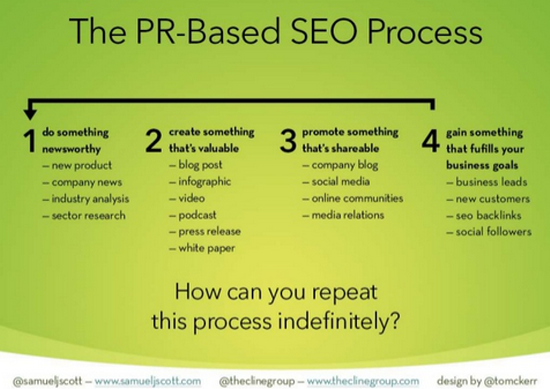 The PR-Based SEO Process
1 do something
newsworthy
– new product
– company news
– industry analysis
– sector research
2 create something
that's valuable
– blog post
– infographic
– video
– podcast
– press release
– white paper
3 promote something
that's shareable
– company blog
– social media
– online communities
– media relations
4 gain something
that fufills your
business goals
– business leads
– new customers
– seo backlinks
– social followers
How can you repeat
this process indefinitely?
@samueljscott – www.samueljscott.com @theclinegroup – www.theclinegroup.com design by @tomckerr